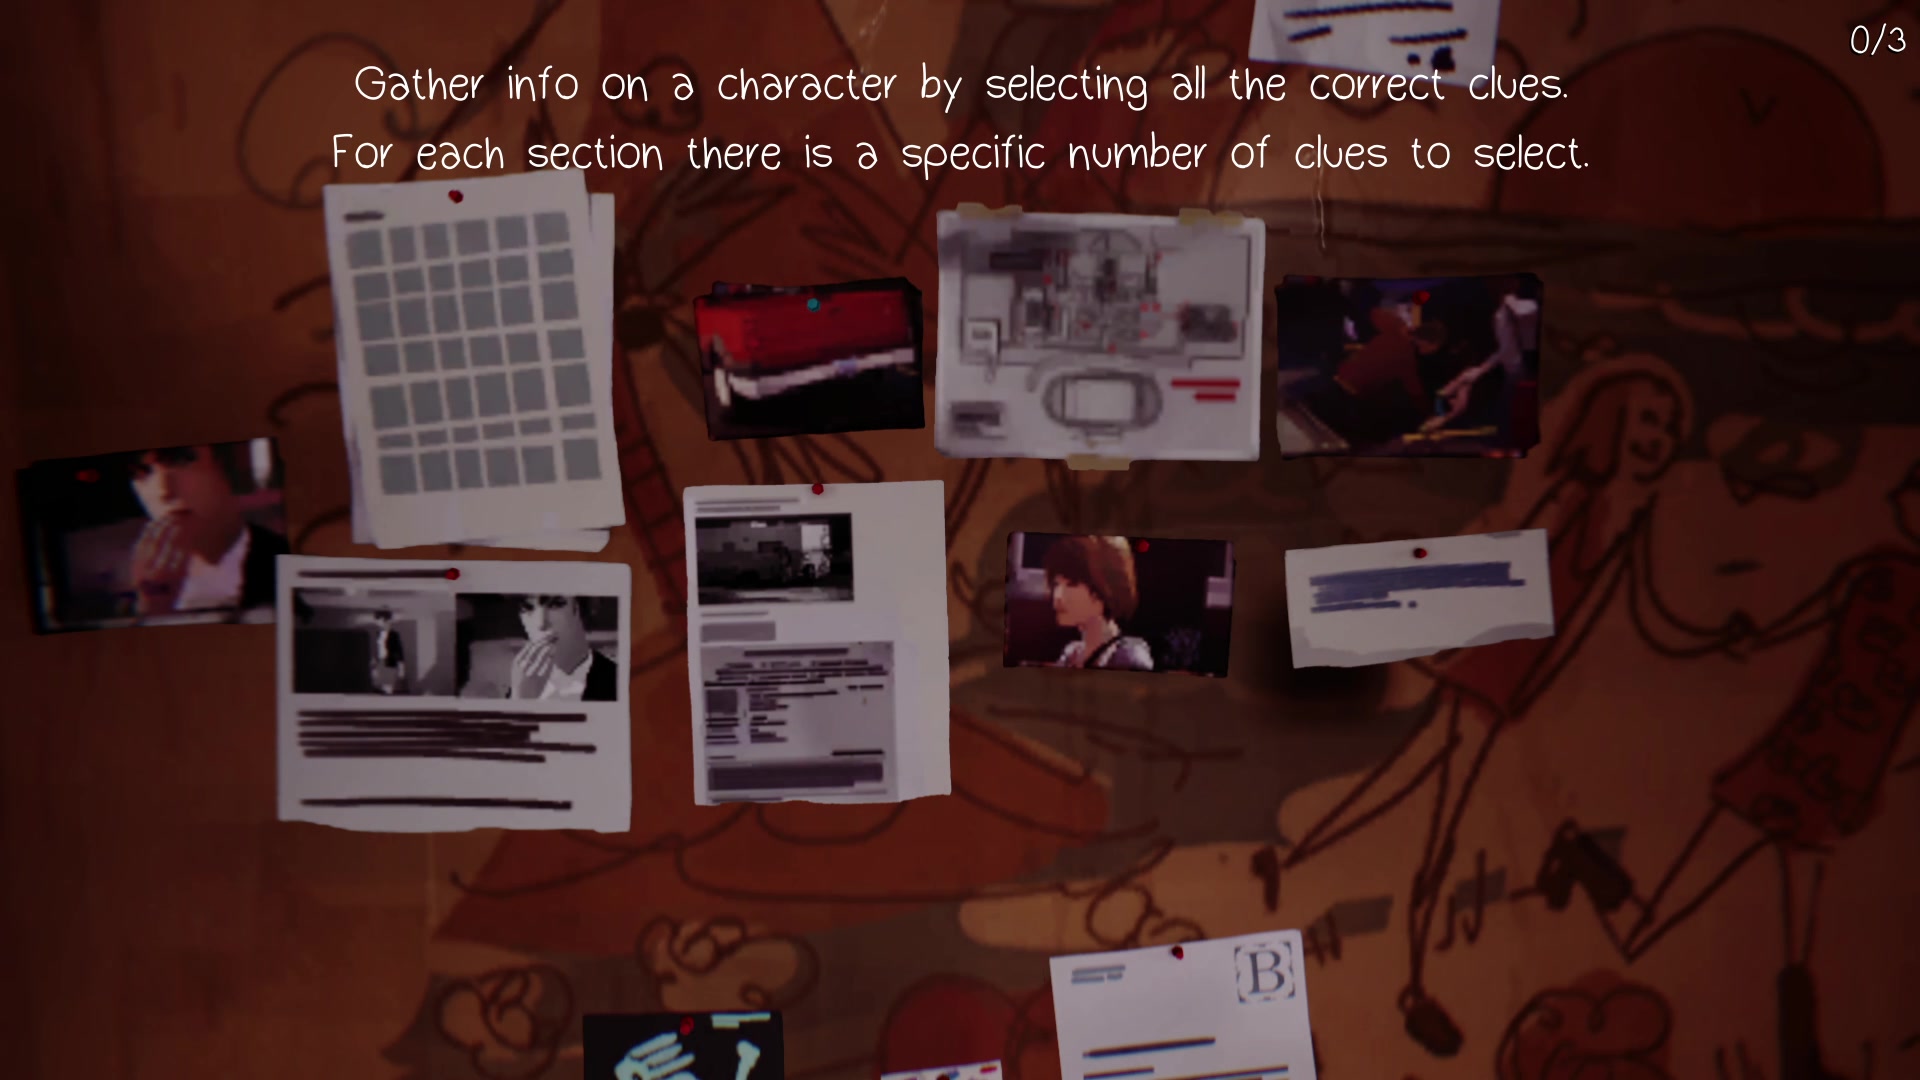 0/3
Gather info on a character by selecting all the correct clues.
For each section there is a specific number of clues to select.
B